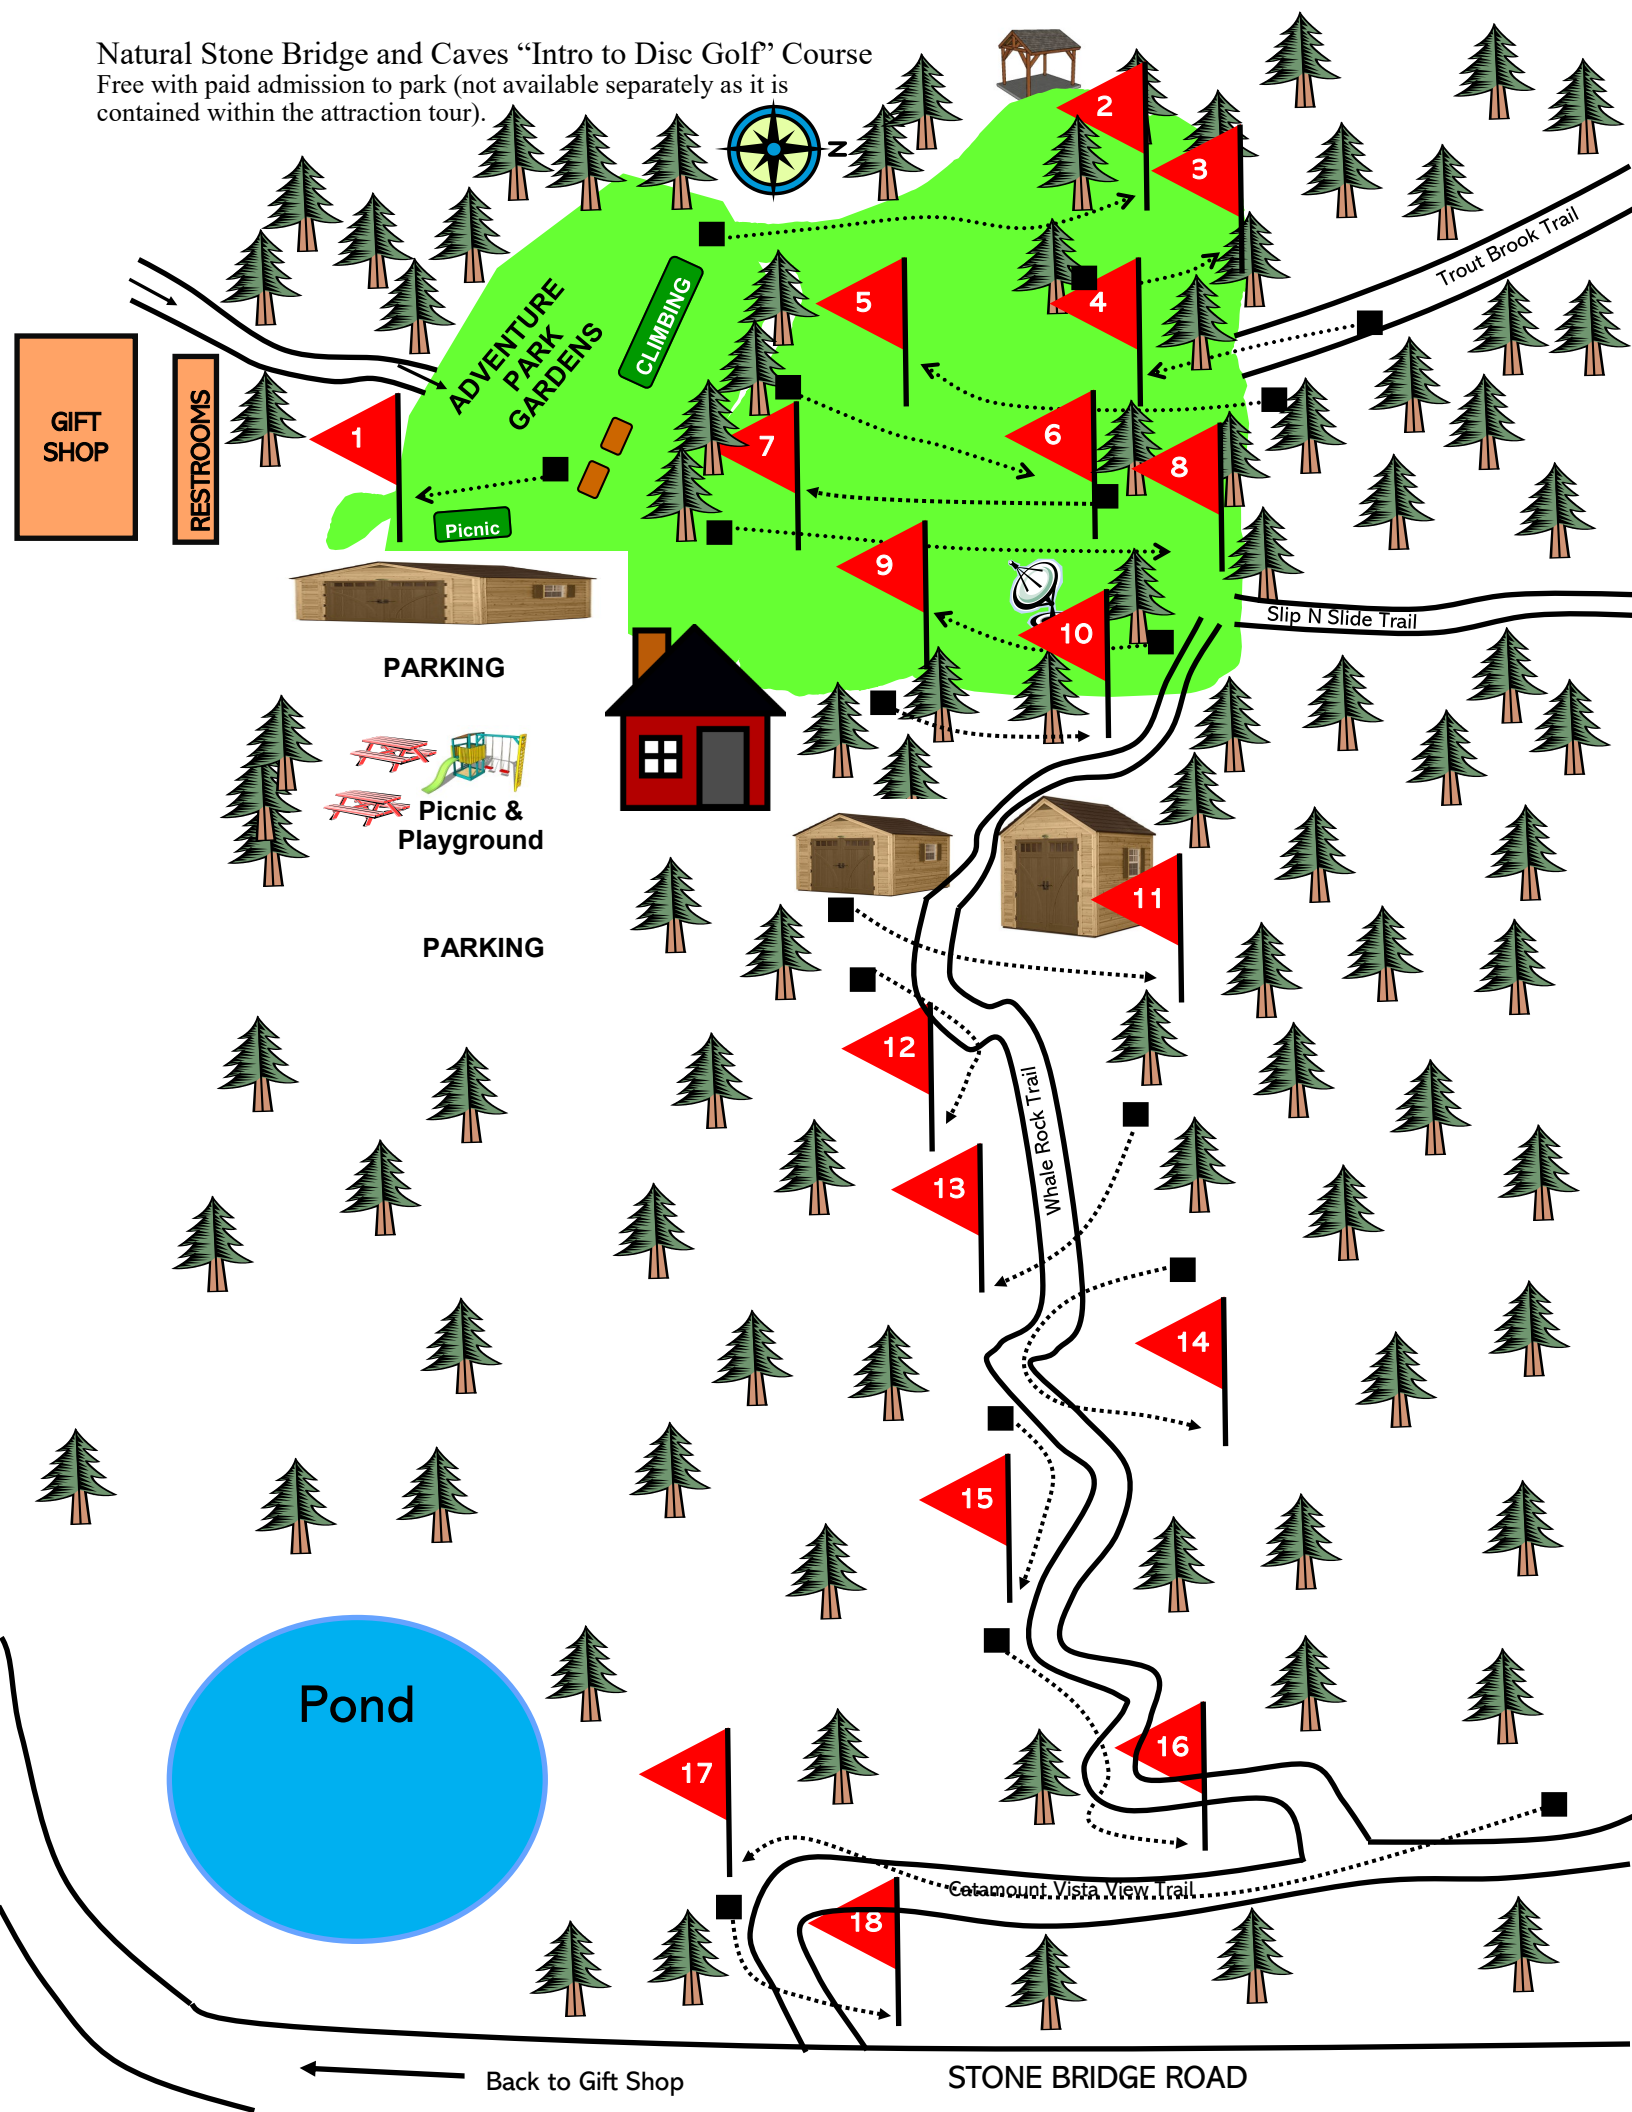 Natural Stone Bridge and Caves “Intro to Disc Golf” Course
Free with paid admission to park (not available separately as it is
contained within the attraction tour).
N
2
3
Trout Brook Trail
ADVENTURE
PARK
GARDENS
CLIMBING
5
4
GIFT
SHOP
RESTROOMS
1
7
6
8
Picnic
9
10
Slip N Slide Trail
PARKING
Picnic &
Playground
11
PARKING
12
Whale Rock Trail
13
14
15
Pond
16
17
Catamount Vista View Trail
18
Back to Gift Shop
STONE BRIDGE ROAD